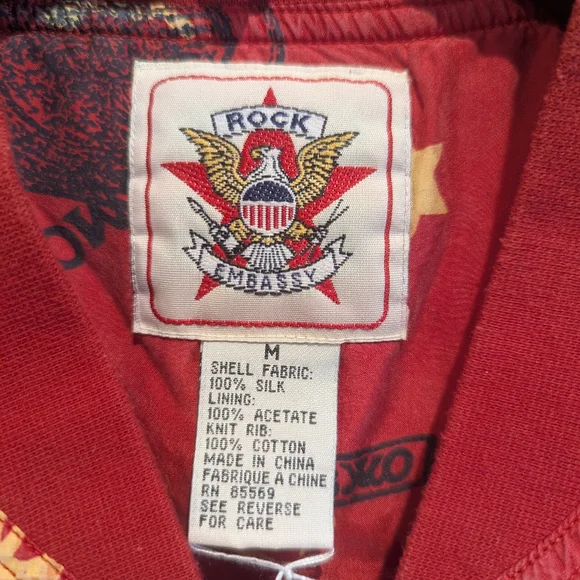 ROCK
EMBASSY
M
SHELL FABRIC:
100% SILK
LINING:
100% ACETATE
KNIT RIB:
100% COTTON
MADE IN CHINA
FABRIQUE A CHINE
RN 85569
SEE REVERSE
FOR CARE